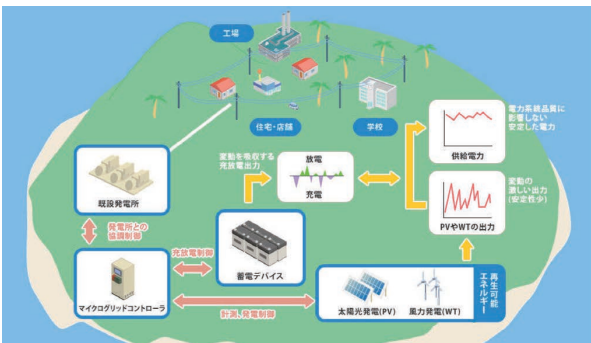 工場
住宅・店舗
学校
既設発電所
発電所との
協調制御
マイクログリッドコントローラ
充放電制御
計測、発電制御
蓄電デバイス
変動を吸収する
充放電出力
放電
充電
電力系統品質に
影響しない
安定した電力
供給電力
変動の
激しい出力
(安定性少)
PVやWTの出力
太陽光発電(PV)
風力発電(WT)
再生可能
エネルギー